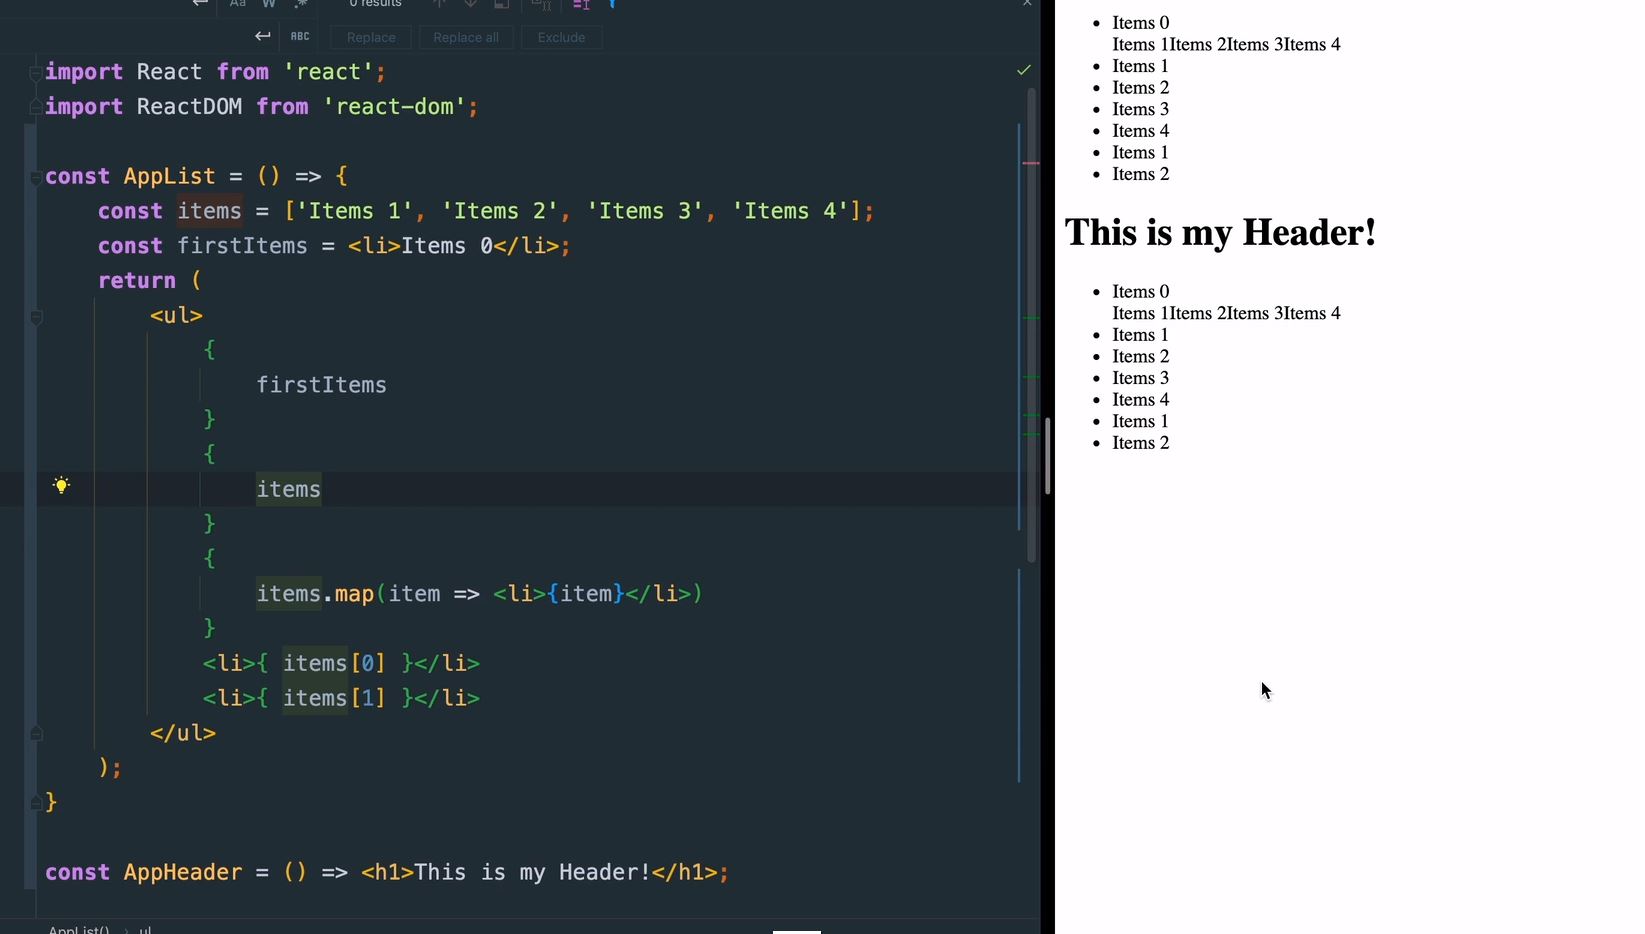 Aa W .* 0 results
ABC Replace Replace all Exclude
import React from 'react';
import ReactDOM from 'react-dom';
const AppList = () => {
const items = ['Items 1', 'Items 2', 'Items 3', 'Items 4'];
const firstItems = <li>Items 0</li>;
return (
<ul>
{
firstItems
}
{
items
}
{
items.map(item => <li>{item}</li>)
}
<li>{ items[0] }</li>
<li>{ items[1] }</li>
</ul>
);
}
const AppHeader = () => <h1>This is my Header!</h1>;
AppList() › ul
• Items 0
Items 1Items 2Items 3Items 4
• Items 1
• Items 2
• Items 3
• Items 4
• Items 1
• Items 2
This is my Header!
• Items 0
Items 1Items 2Items 3Items 4
• Items 1
• Items 2
• Items 3
• Items 4
• Items 1
• Items 2